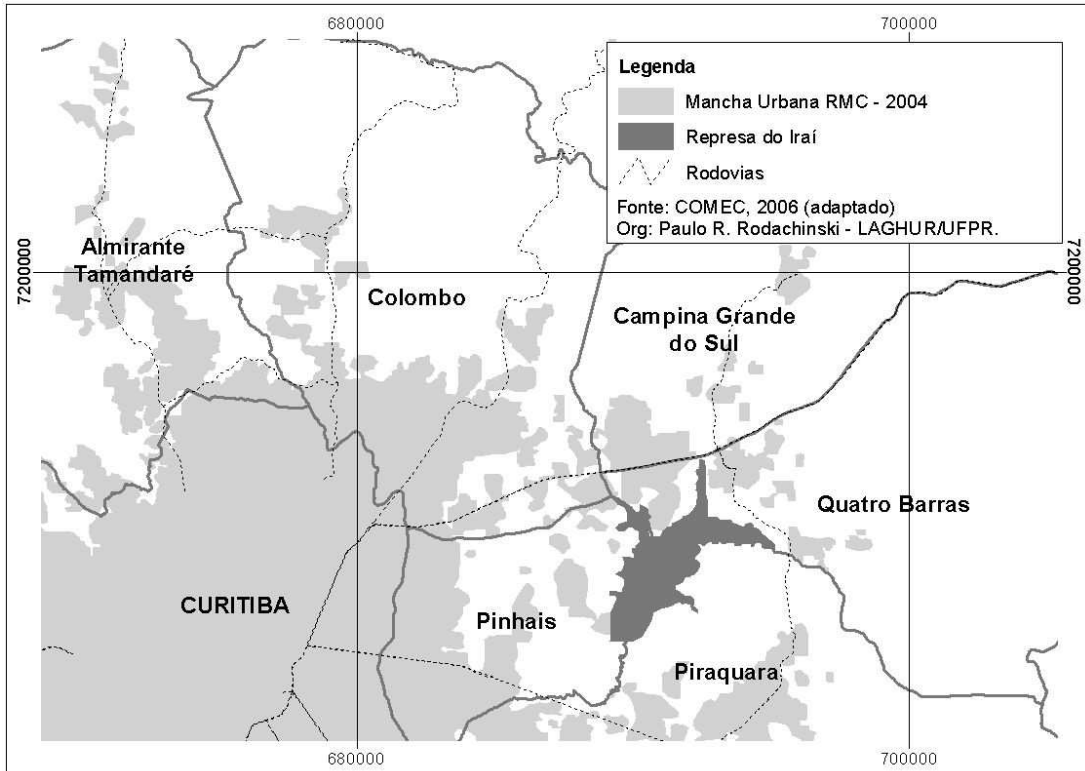 680000
700000
Legenda
Mancha Urbana RMC - 2004
Represa do Iraí
Rodovias
Fonte: COMEC, 2006 (adaptado)
Org: Paulo R. Rodachinski - LAGHUR/UFPR.
7200000
7200000
Almirante
Tamandaré
Colombo
Campina Grande
do Sul
Quatro Barras
CURITIBA
Pinhais
Piraquara
680000
700000